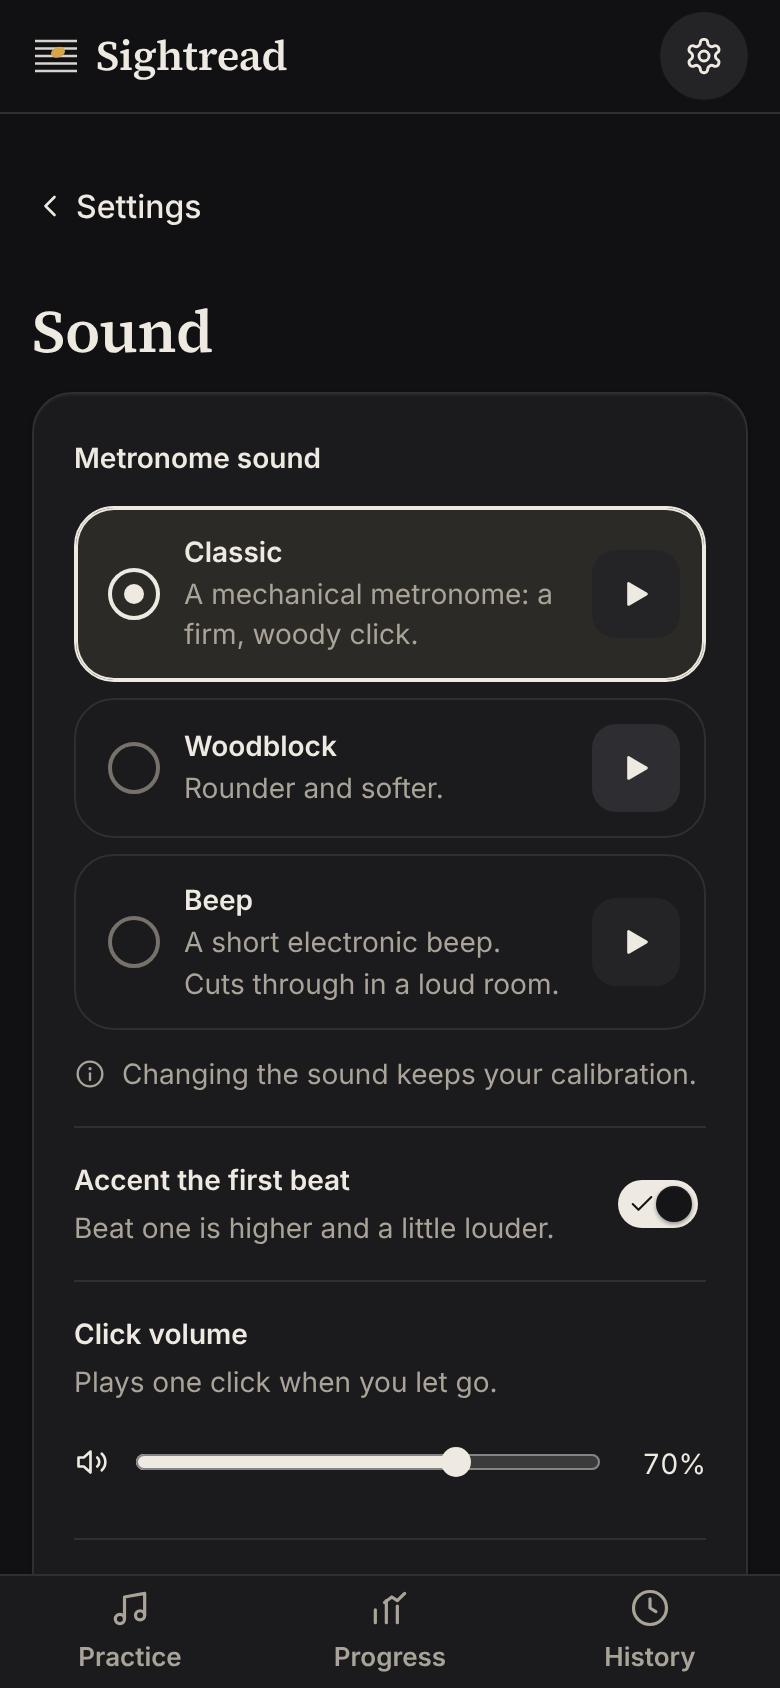 Sightread
Settings
Sound
Metronome sound
Classic
A mechanical metronome: a
firm, woody click.
Woodblock
Rounder and softer.
Beep
A short electronic beep.
Cuts through in a loud room.
Changing the sound keeps your calibration.
Accent the first beat
Beat one is higher and a little louder.
Click volume
Plays one click when you let go.
70%
Practice
Progress
History